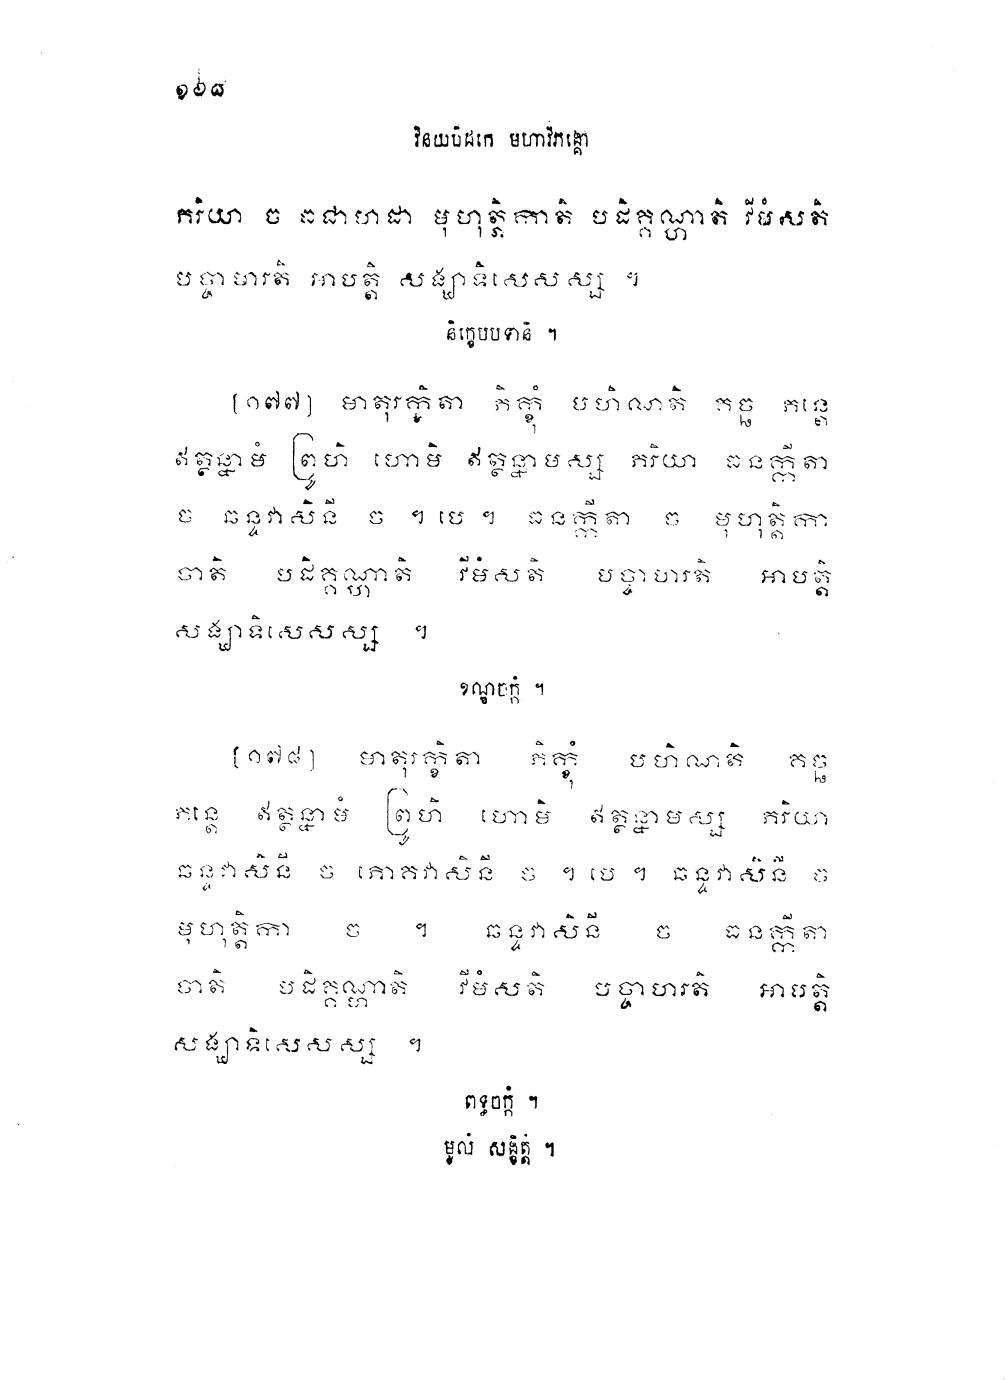 ១៦៨
វិនយបិដកេ មហាវិភង្គោ
ភរិយា ច ធជាហដា មុហុត្តិកាតិ បដិគ្គណ្ហាតិ វីមំសតិ
បច្ចាហរតិ អាបត្តិ សង្ឃាទិសេសស្ស ។
និក្ខេបបទានិ ។
[១៧៧] មាតុរក្ខិតា ភិក្ខុំ បហិណតិ គច្ឆ ភន្តេ
ឥត្ថន្នាមំ ព្រូហិ ហោមិ ឥត្ថន្នាមស្ស ភរិយា ធនក្កីតា
ច ឆន្ទវាសិនី ច ។ បេ ។ ធនក្កីតា ច មុហុត្តិកា
ចាតិ បដិគ្គណ្ហាតិ វីមំសតិ បច្ចាហរតិ អាបត្តិ
សង្ឃាទិសេសស្ស ។
ខណ្ឌចក្កំ ។
[១៧៨] មាតុរក្ខិតា ភិក្ខុំ បហិណតិ គច្ឆ
ភន្តេ ឥត្ថន្នាមំ ព្រូហិ ហោមិ ឥត្ថន្នាមស្ស ភរិយា
ឆន្ទវាសិនី ច ភោគវាសិនី ច ។ បេ ។ ឆន្ទវាសិនី ច
មុហុត្តិកា ច ។ ឆន្ទវាសិនី ច ធនក្កីតា
ចាតិ បដិគ្គណ្ហាតិ វីមំសតិ បច្ចាហរតិ អាបត្តិ
សង្ឃាទិសេសស្ស ។
ពទ្ធចក្កំ ។
មូលំ សង្ខិត្តំ ។